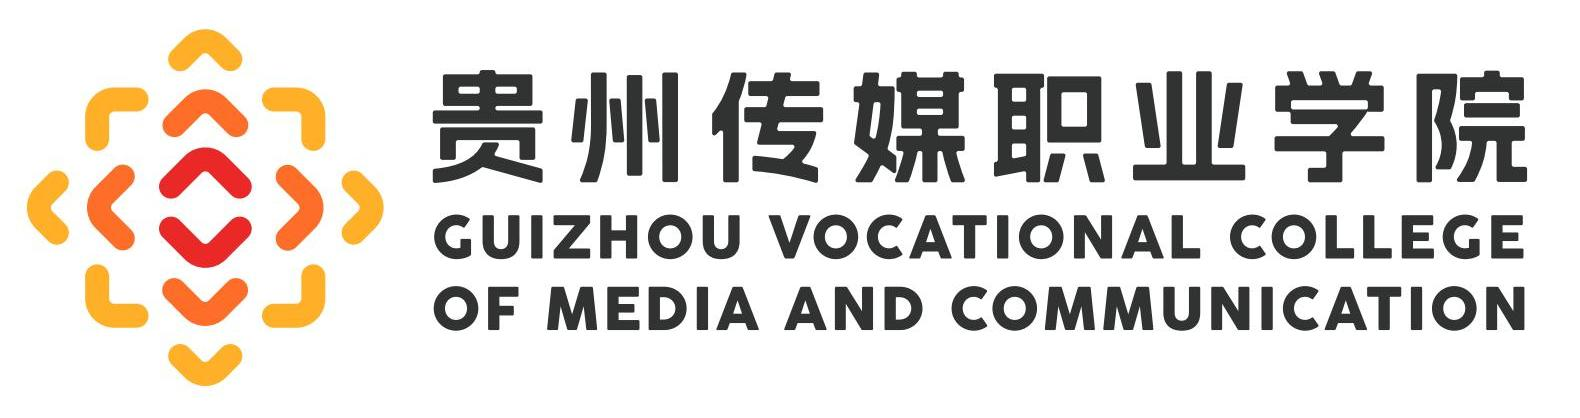 贵州传媒职业学院
GUIZHOU VOCATIONAL COLLEGE
OF MEDIA AND COMMUNICATION